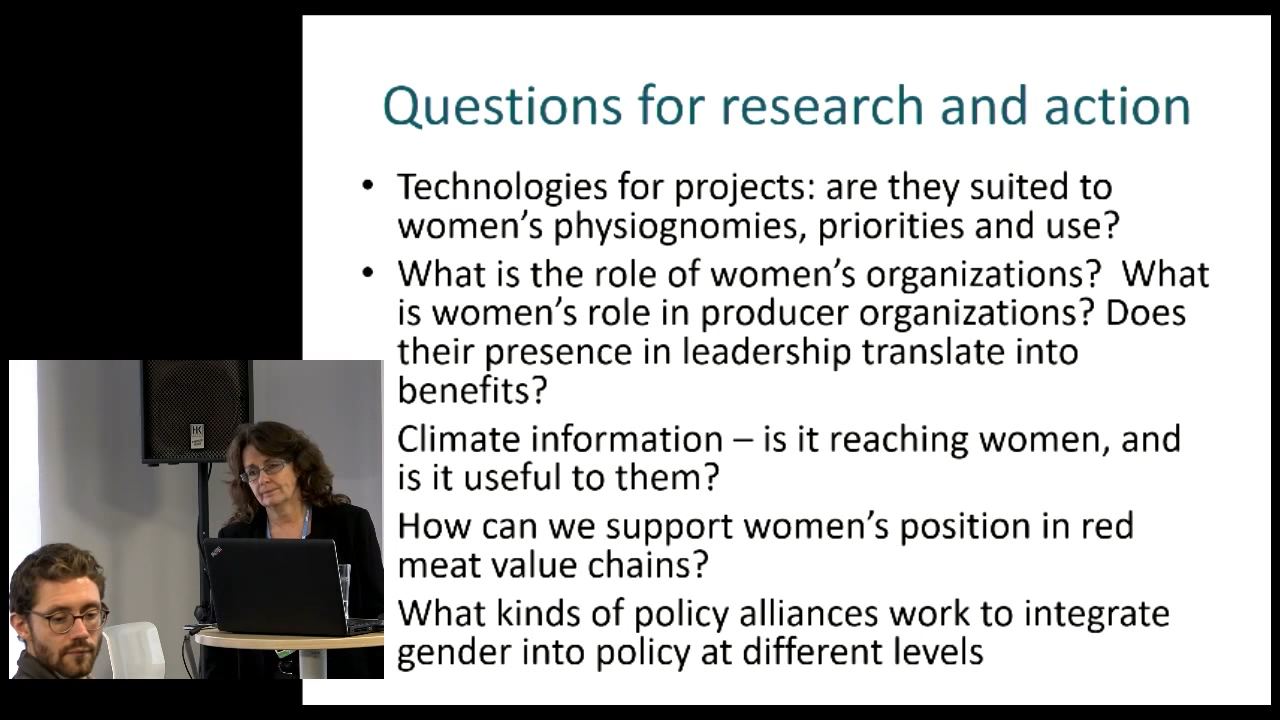 Questions for research and action
• Technologies for projects: are they suited to
women's physiognomies, priorities and use?
• What is the role of women's organizations?  What
is women's role in producer organizations? Does
their presence in leadership translate into
benefits?
Climate information – is it reaching women, and
is it useful to them?
How can we support women's position in red
meat value chains?
What kinds of policy alliances work to integrate
gender into policy at different levels
HK